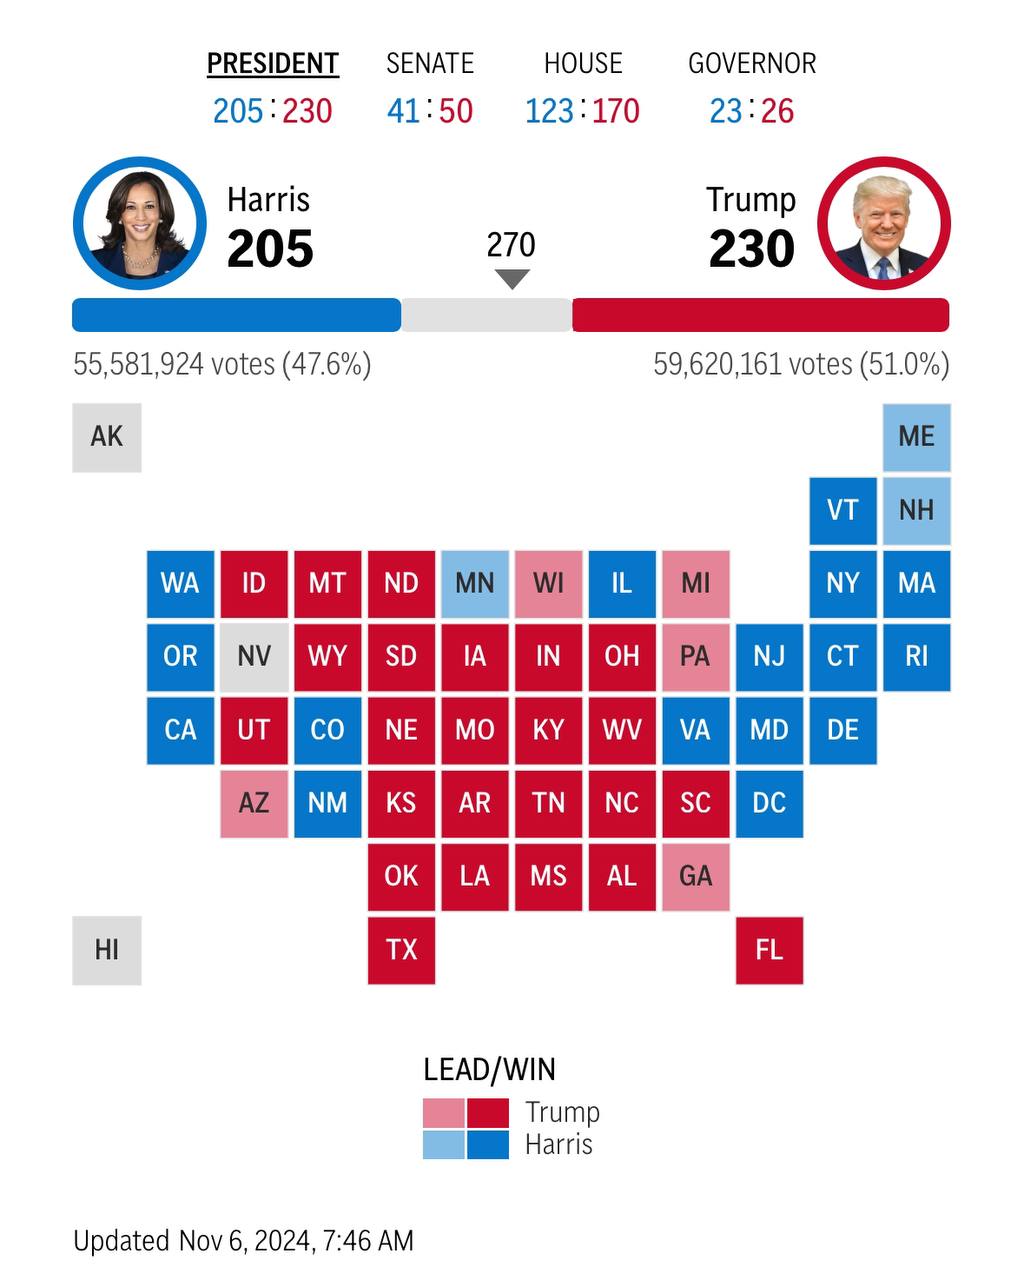 PRESIDENT SENATE HOUSE GOVERNOR
205:230 41:50 123:170 23:26
Harris Trump
205 270 230
55,581,924 votes (47.6%) 59,620,161 votes (51.0%)
AK ME
VT NH
WA ID MT ND MN WI IL MI NY MA
OR NV WY SD IA IN OH PA NJ CT RI
CA UT CO NE MO KY WV VA MD DE
AZ NM KS AR TN NC SC DC
OK LA MS AL GA
HI TX FL
LEAD/WIN
Trump
Harris
Updated Nov 6, 2024, 7:46 AM